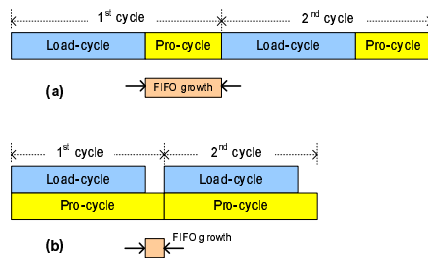 1st cycle 2nd cycle
Load-cycle Pro-cycle Load-cycle Pro-cycle
FIFO growth
(a)
1st cycle 2nd cycle
Load-cycle Load-cycle
Pro-cycle Pro-cycle
FIFO growth
(b)